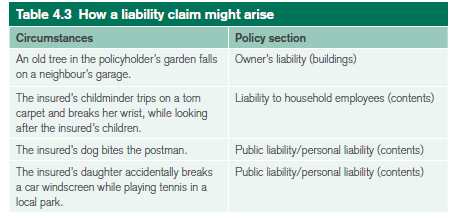 Table 4.3 How a liability claim might arise
Circumstances Policy section
An old tree in the policyholder's garden falls Owner's liability (buildings)
on a neighbour's garage.
The insured's childminder trips on a torn Liability to household employees (contents)
carpet and breaks her wrist, while looking
after the insured's children.
The insured's dog bites the postman. Public liability/personal liability (contents)
The insured's daughter accidentally breaks Public liability/personal liability (contents)
a car windscreen while playing tennis in a
local park.